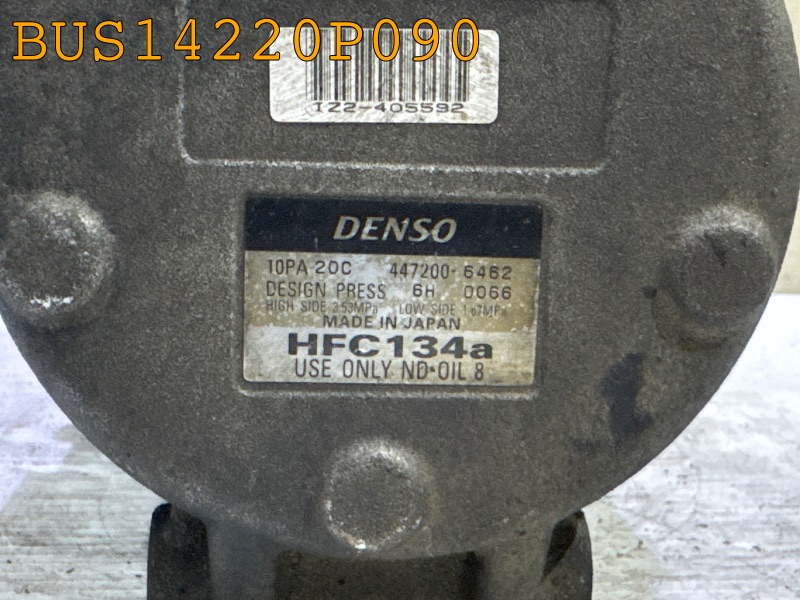 BUS14220P090
1Z2-405592
DENSO
10PA 20C 447200-6462
DESIGN PRESS 6H 0066
HIGH SIDE 3.53MPa LOW SIDE 1.67MPa
MADE IN JAPAN
HFC134a
USE ONLY ND-OIL 8